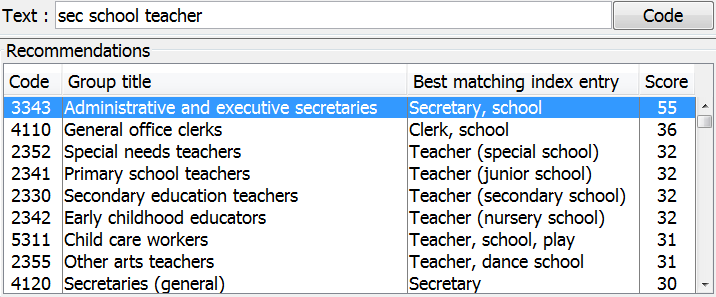 Text : sec school teacher Code
Recommendations
Code Group title Best matching index entry Score
3343 Administrative and executive secretaries Secretary, school 55
4110 General office clerks Clerk, school 36
2352 Special needs teachers Teacher (special school) 32
2341 Primary school teachers Teacher (junior school) 32
2330 Secondary education teachers Teacher (secondary school) 32
2342 Early childhood educators Teacher (nursery school) 32
5311 Child care workers Teacher, school, play 31
2355 Other arts teachers Teacher, dance school 31
4120 Secretaries (general) Secretary 30